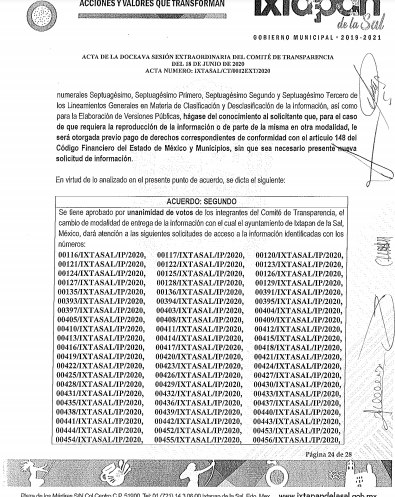 ACCIONES Y VALORES QUE TRANSFORMAN
Ixtapan
de la Sal
GOBIERNO MUNICIPAL • 2019-2021
ACTA DE LA DOCEAVA SESIÓN EXTRAORDINARIA DEL COMITÉ DE TRANSPARENCIA
DEL 18 DE JUNIO DE 2020
ACTA NÚMERO: IXTASAL/CT/0012EXT/2020
numerales Septuagésimo, Septuagésimo Primero, Septuagésimo Segundo y Septuagésimo Tercero de
los Lineamientos Generales en Materia de Clasificación y Desclasificación de la información, así como
para la Elaboración de Versiones Públicas, hágase del conocimiento al solicitante que, para el caso
de que requiera la reproducción de la información o de parte de la misma en otra modalidad, le
será otorgada previo pago de derechos correspondientes de conformidad con el artículo 148 del
Código Financiero del Estado de México y Municipios, sin que sea necesario presente nueva
solicitud de información.
En virtud de lo analizado en el presente punto de acuerdo, se dicta el siguiente:
ACUERDO: SEGUNDO
Se tiene aprobado por unanimidad de votos de los integrantes del Comité de Transparencia, el
cambio de modalidad de entrega de la información con el cual el ayuntamiento de Ixtapan de la Sal,
México, dará atención a las siguientes solicitudes de acceso a la información identificadas con los
números:
00116/IXTASAL/IP/2020, 00117/IXTASAL/IP/2020, 00120/IXTASAL/IP/2020,
00121/IXTASAL/IP/2020, 00122/IXTASAL/IP/2020, 00123/IXTASAL/IP/2020,
00124/IXTASAL/IP/2020, 00125/IXTASAL/IP/2020, 00126/IXTASAL/IP/2020,
00127/IXTASAL/IP/2020, 00128/IXTASAL/IP/2020, 00129/IXTASAL/IP/2020,
00135/IXTASAL/IP/2020, 00136/IXTASAL/IP/2020, 00391/IXTASAL/IP/2020,
00393/IXTASAL/IP/2020, 00394/IXTASAL/IP/2020, 00395/IXTASAL/IP/2020,
00397/IXTASAL/IP/2020, 00403/IXTASAL/IP/2020, 00404/IXTASAL/IP/2020,
00405/IXTASAL/IP/2020, 00408/IXTASAL/IP/2020, 00409/IXTASAL/IP/2020,
00410/IXTASAL/IP/2020, 00411/IXTASAL/IP/2020, 00412/IXTASAL/IP/2020,
00413/IXTASAL/IP/2020, 00414/IXTASAL/IP/2020, 00415/IXTASAL/IP/2020,
00416/IXTASAL/IP/2020, 00417/IXTASAL/IP/2020, 00418/IXTASAL/IP/2020,
00419/IXTASAL/IP/2020, 00420/IXTASAL/IP/2020, 00421/IXTASAL/IP/2020,
00422/IXTASAL/IP/2020, 00423/IXTASAL/IP/2020, 00424/IXTASAL/IP/2020,
00425/IXTASAL/IP/2020, 00426/IXTASAL/IP/2020, 00427/IXTASAL/IP/2020,
00428/IXTASAL/IP/2020, 00429/IXTASAL/IP/2020, 00430/IXTASAL/IP/2020,
00431/IXTASAL/IP/2020, 00432/IXTASAL/IP/2020, 00433/IXTASAL/IP/2020,
00435/IXTASAL/IP/2020, 00436/IXTASAL/IP/2020, 00437/IXTASAL/IP/2020,
00438/IXTASAL/IP/2020, 00439/IXTASAL/IP/2020, 00440/IXTASAL/IP/2020,
00441/IXTASAL/IP/2020, 00442/IXTASAL/IP/2020, 00443/IXTASAL/IP/2020,
00444/IXTASAL/IP/2020, 00452/IXTASAL/IP/2020, 00453/IXTASAL/IP/2020,
00454/IXTASAL/IP/2020, 00455/IXTASAL/IP/2020, 00456/IXTASAL/IP/2020,
Página 24 de 28
Plaza de los Mártires S/N Col.Centro C.P. 51900. Tel: 01 (721) 14 3 06 00 Ixtapan de la Sal, Edo. Mex. www.ixtapandelasal.gob.mx